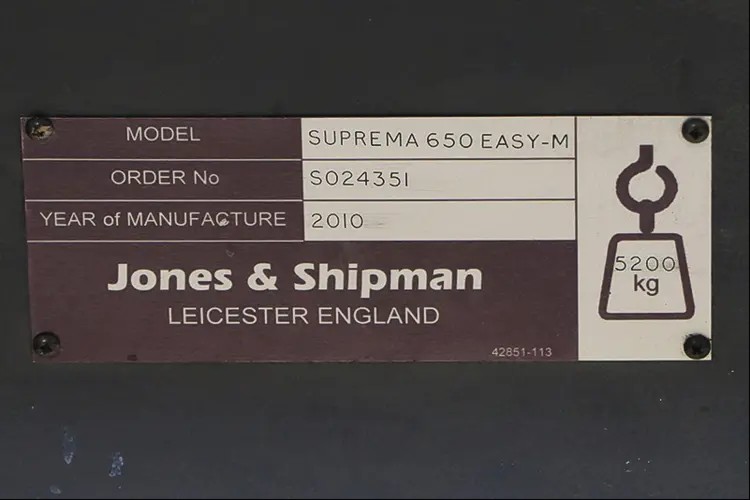 MODEL SUPREMA 650 EASY-M
ORDER No S024351
YEAR of MANUFACTURE 2010
Jones & Shipman
LEICESTER ENGLAND
42851-113
5200
kg